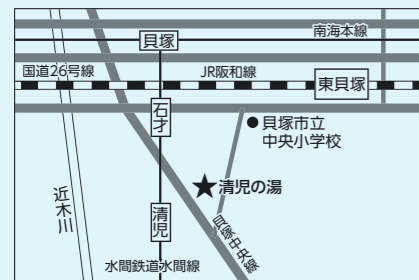 南海本線
貝塚
国道26号線
JR阪和線
東貝塚
石才
貝塚市立
中央小学校
清児の湯
近木川
清児
貝塚中央線
水間鉄道水間線